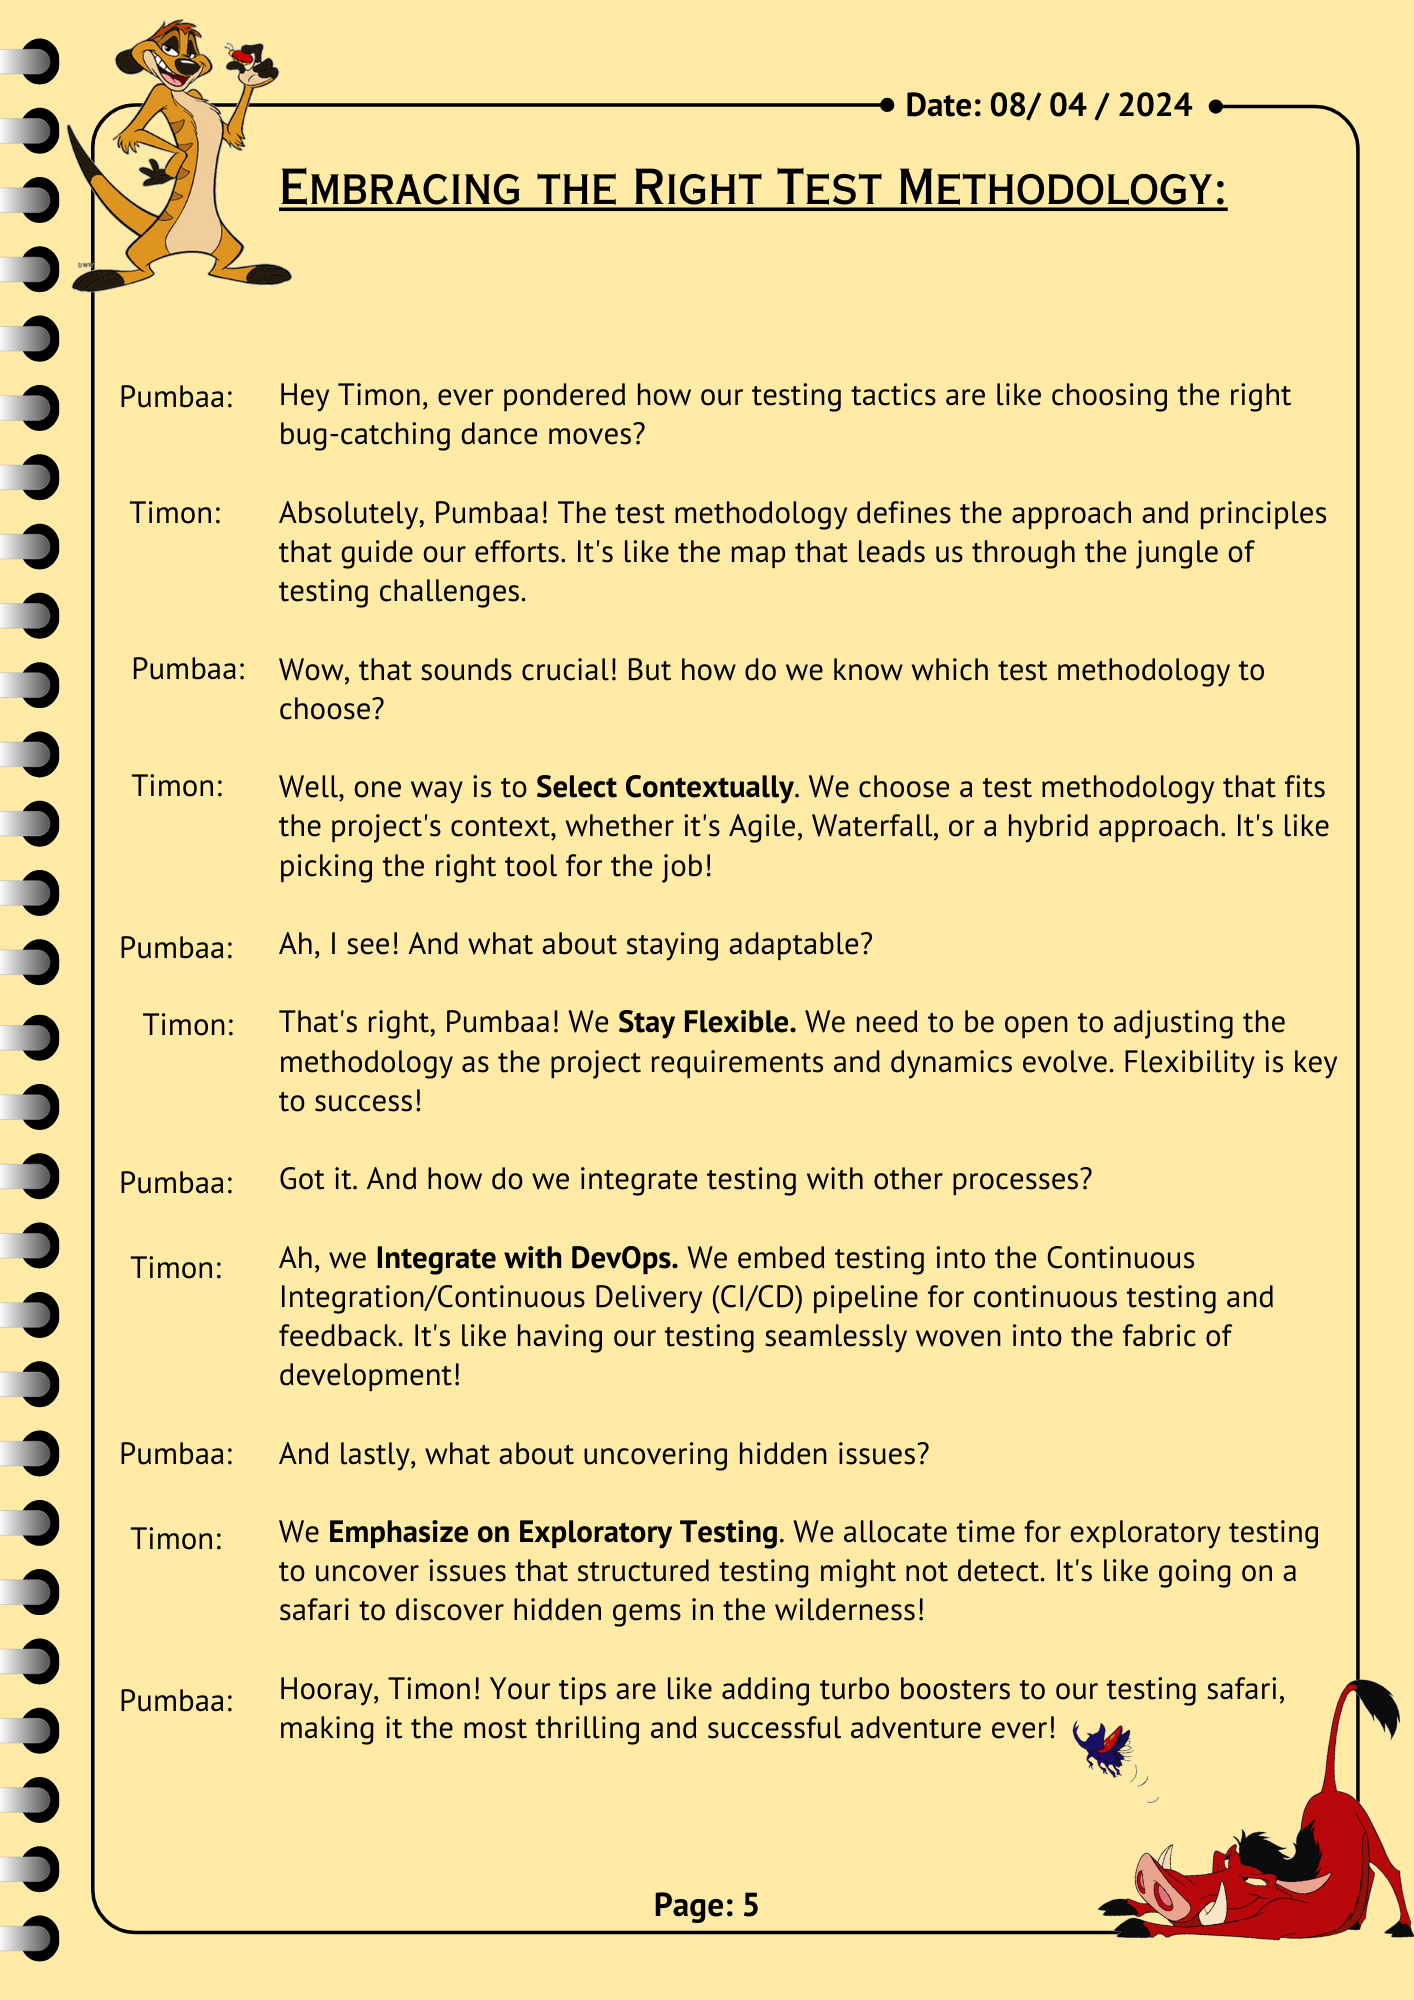 Date: 08/ 04 / 2024
EMBRACING THE RIGHT TEST METHODOLOGY:
Pumbaa: Hey Timon, ever pondered how our testing tactics are like choosing the right
bug-catching dance moves?
Timon: Absolutely, Pumbaa! The test methodology defines the approach and principles
that guide our efforts. It's like the map that leads us through the jungle of
testing challenges.
Pumbaa: Wow, that sounds crucial! But how do we know which test methodology to
choose?
Timon: Well, one way is to Select Contextually. We choose a test methodology that fits
the project's context, whether it's Agile, Waterfall, or a hybrid approach. It's like
picking the right tool for the job!
Pumbaa: Ah, I see! And what about staying adaptable?
Timon: That's right, Pumbaa! We Stay Flexible. We need to be open to adjusting the
methodology as the project requirements and dynamics evolve. Flexibility is key
to success!
Pumbaa: Got it. And how do we integrate testing with other processes?
Timon: Ah, we Integrate with DevOps. We embed testing into the Continuous
Integration/Continuous Delivery (CI/CD) pipeline for continuous testing and
feedback. It's like having our testing seamlessly woven into the fabric of
development!
Pumbaa: And lastly, what about uncovering hidden issues?
Timon: We Emphasize on Exploratory Testing. We allocate time for exploratory testing
to uncover issues that structured testing might not detect. It's like going on a
safari to discover hidden gems in the wilderness!
Pumbaa: Hooray, Timon! Your tips are like adding turbo boosters to our testing safari,
making it the most thrilling and successful adventure ever!
Page: 5